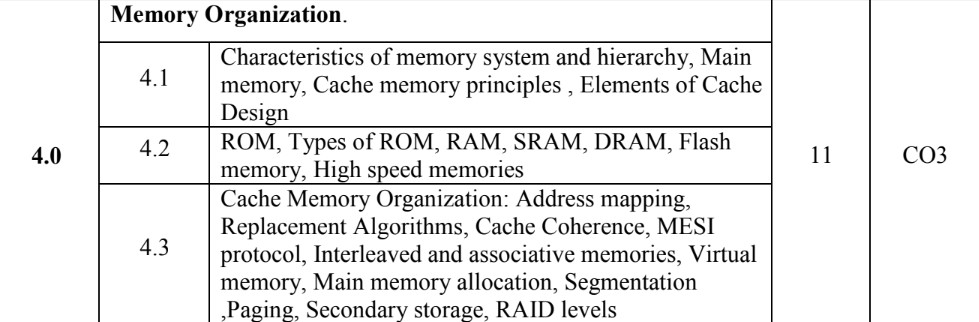 Memory Organization.
4.1
Characteristics of memory system and hierarchy, Main
memory, Cache memory principles , Elements of Cache
Design
4.0
4.2
ROM, Types of ROM, RAM, SRAM, DRAM, Flash
memory, High speed memories
11
CO3
4.3
Cache Memory Organization: Address mapping,
Replacement Algorithms, Cache Coherence, MESI
protocol, Interleaved and associative memories, Virtual
memory, Main memory allocation, Segmentation
,Paging, Secondary storage, RAID levels